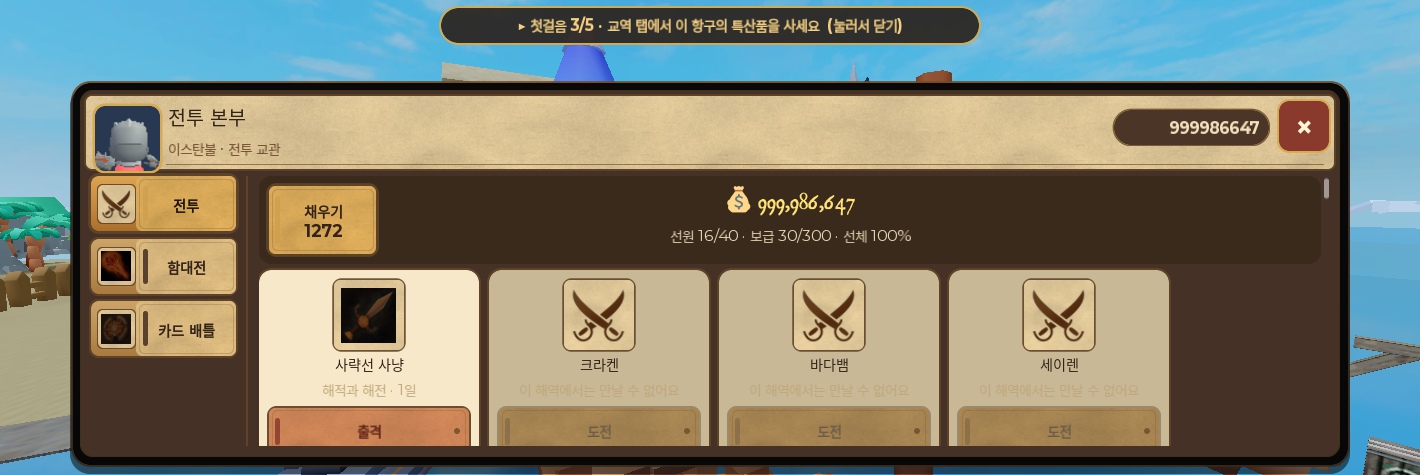 ▸ 첫걸음 3/5 · 교역 탭에서 이 항구의 특산품을 사세요 (눌러서 닫기)
전투 본부
이스탄불 · 전투 교관
999986647
×
전투
함대전
카드 배틀
채우기
1272
999,986,647
선원 16/40 · 보급 30/300 · 선체 100%
사략선 사냥
해적과 해전 · 1일
출격
크라켄
이 해역에서는 만날 수 없어요
도전
바다뱀
이 해역에서는 만날 수 없어요
도전
세이렌
이 해역에서는 만날 수 없어요
도전